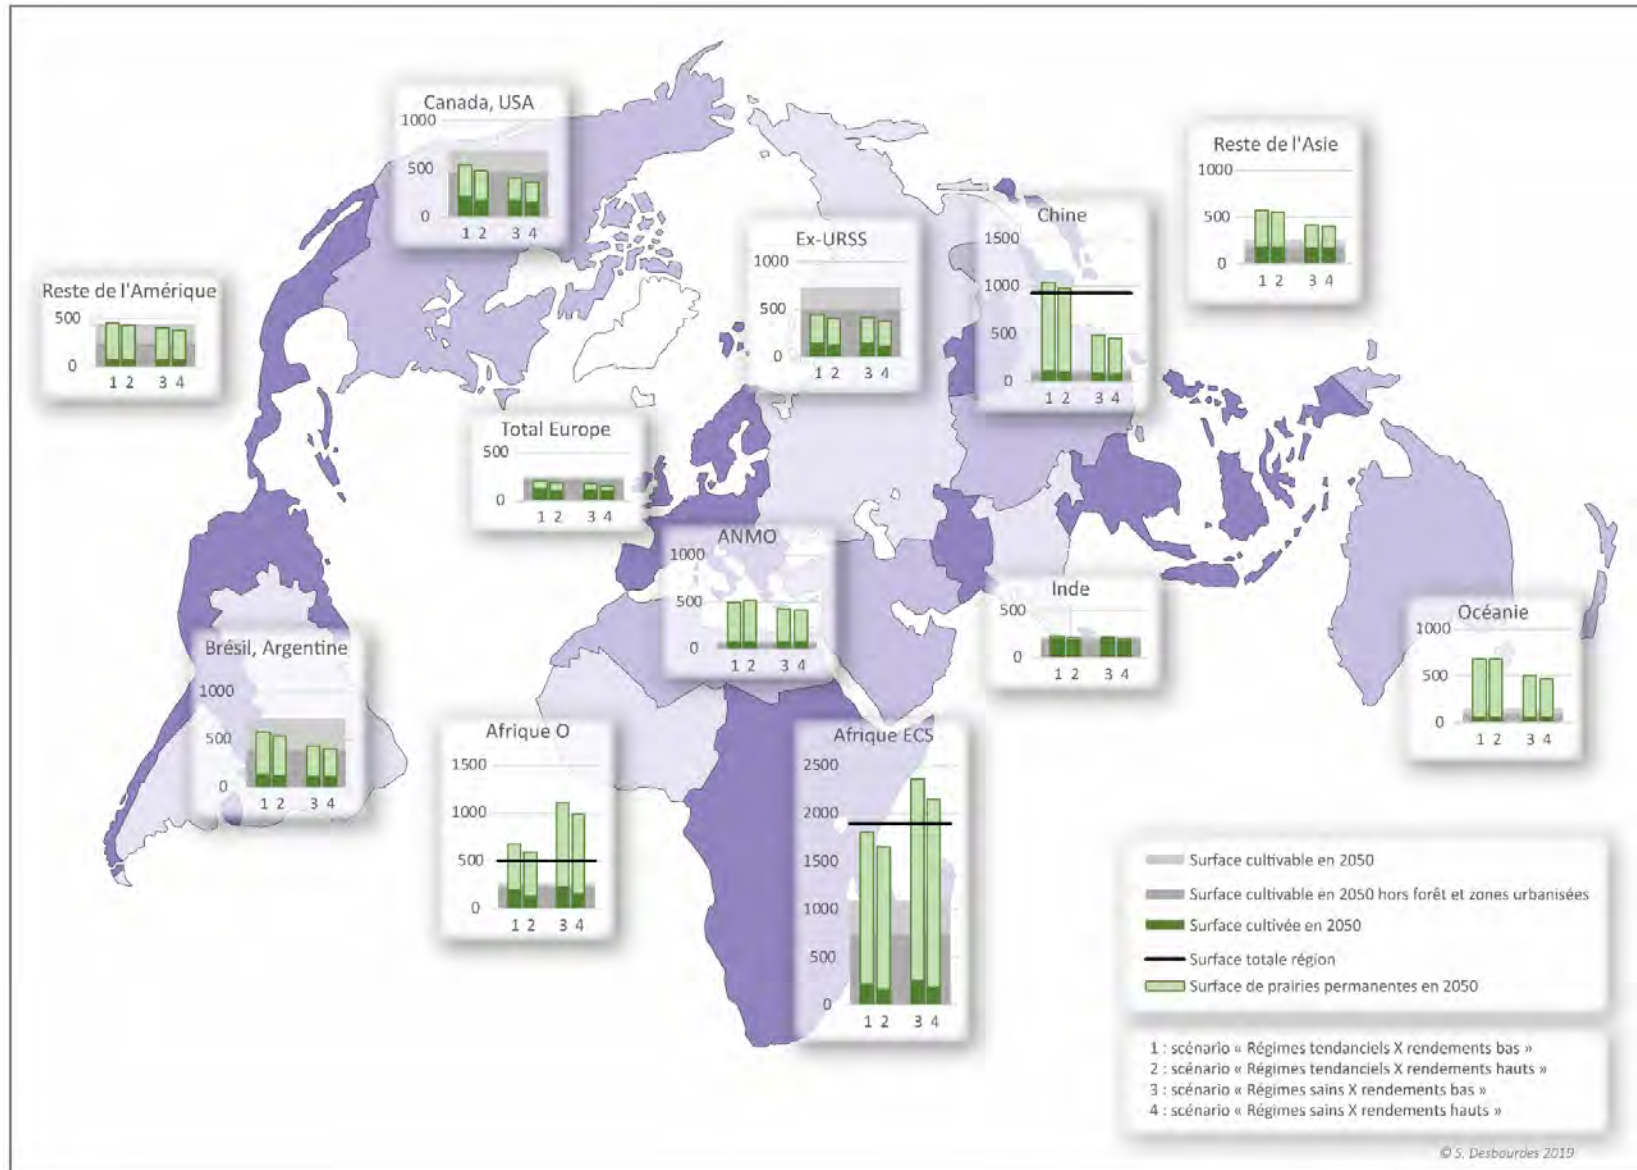 Canada, USA
1000
500
0
1 2 3 4
Reste de l'Asie
1000
500
0
1 2 3 4
Chine
1500
1000
500
0
1 2 3 4
Ex-URSS
1000
500
0
1 2 3 4
Reste de l'Amérique
500
0
1 2 3 4
Total Europe
500
0
1 2 3 4
ANMO
1000
500
0
1 2 3 4
Inde
500
0
1 2 3 4
Océanie
1000
500
0
1 2 3 4
Brésil, Argentine
1000
500
0
1 2 3 4
Afrique O
1500
1000
500
0
1 2 3 4
Afrique ECS
2500
2000
1500
1000
500
0
1 2 3 4
Surface cultivable en 2050
Surface cultivable en 2050 hors forêt et zones urbanisées
Surface cultivée en 2050
Surface totale région
Surface de prairies permanentes en 2050
1 : scénario « Régimes tendanciels X rendements bas »
2 : scénario « Régimes tendanciels X rendements hauts »
3 : scénario « Régimes sains X rendements bas »
4 : scénario « Régimes sains X rendements hauts »
© S. Desbourdes 2019